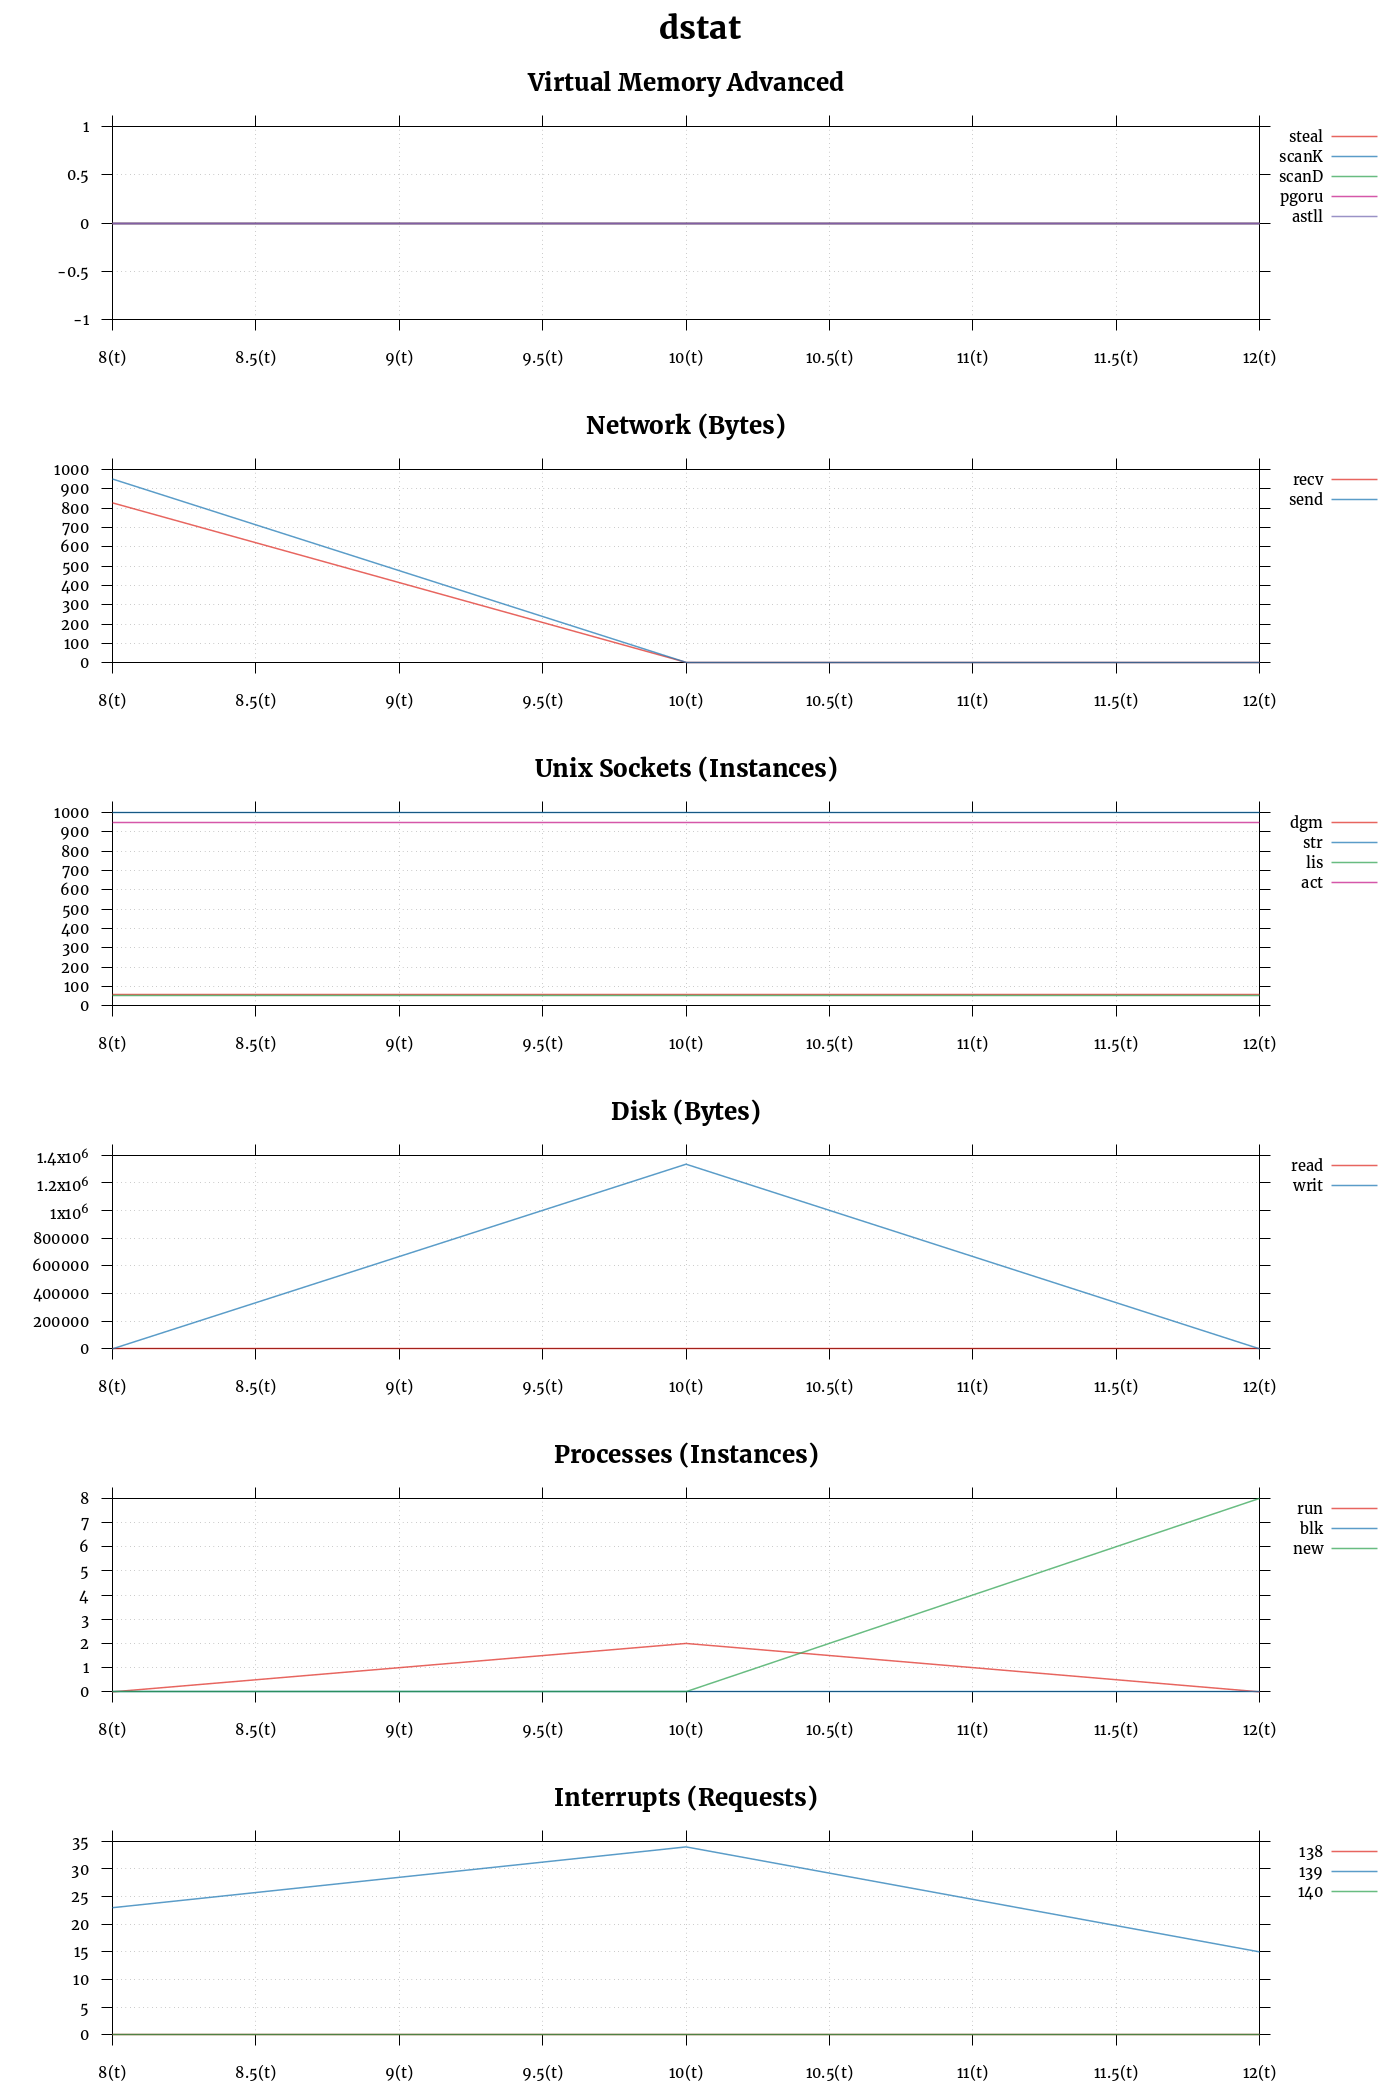 dstat
Virtual Memory Advanced
1
0.5
0
-0.5
-1
8(t) 8.5(t) 9(t) 9.5(t) 10(t) 10.5(t) 11(t) 11.5(t) 12(t)
steal
scanK
scanD
pgoru
astll
Network (Bytes)
1000
900
800
700
600
500
400
300
200
100
0
8(t) 8.5(t) 9(t) 9.5(t) 10(t) 10.5(t) 11(t) 11.5(t) 12(t)
recv
send
Unix Sockets (Instances)
1000
900
800
700
600
500
400
300
200
100
0
8(t) 8.5(t) 9(t) 9.5(t) 10(t) 10.5(t) 11(t) 11.5(t) 12(t)
dgm
str
lis
act
Disk (Bytes)
1.4x10⁶
1.2x10⁶
1x10⁶
800000
600000
400000
200000
0
8(t) 8.5(t) 9(t) 9.5(t) 10(t) 10.5(t) 11(t) 11.5(t) 12(t)
read
writ
Processes (Instances)
8
7
6
5
4
3
2
1
0
8(t) 8.5(t) 9(t) 9.5(t) 10(t) 10.5(t) 11(t) 11.5(t) 12(t)
run
blk
new
Interrupts (Requests)
35
30
25
20
15
10
5
0
8(t) 8.5(t) 9(t) 9.5(t) 10(t) 10.5(t) 11(t) 11.5(t) 12(t)
138
139
140